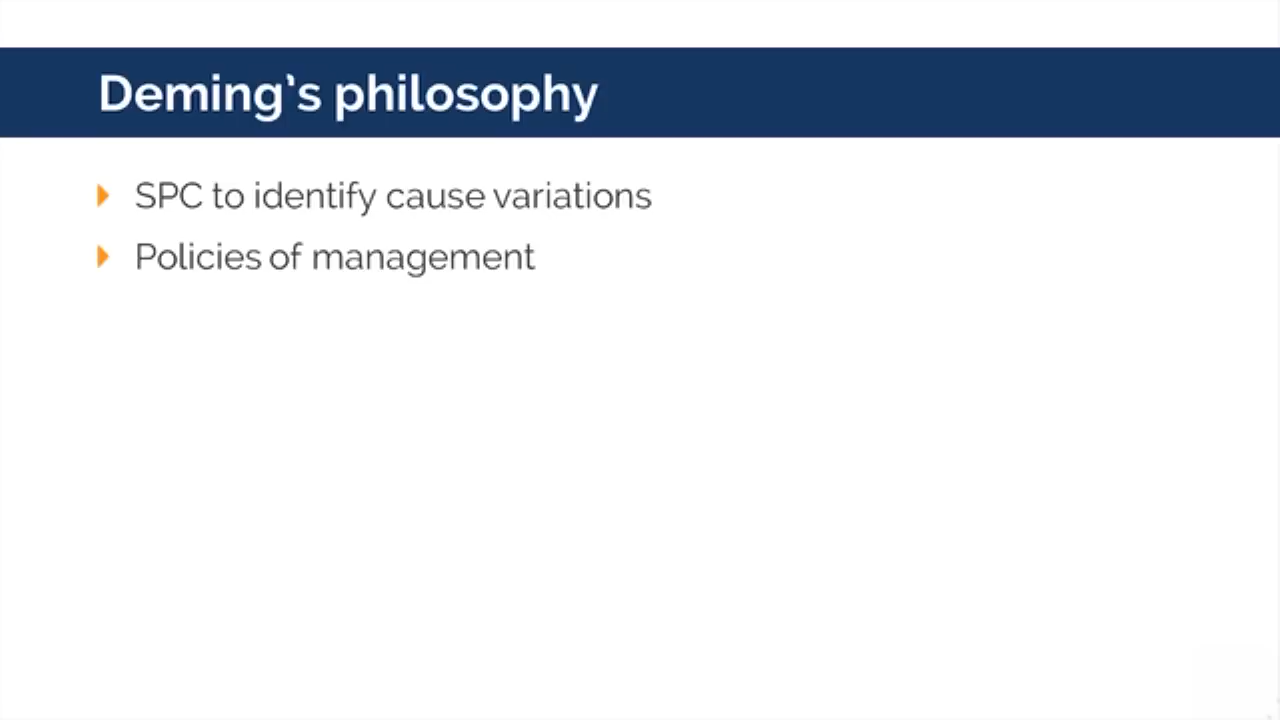 Deming’s philosophy
SPC to identify cause variations
Policies of management